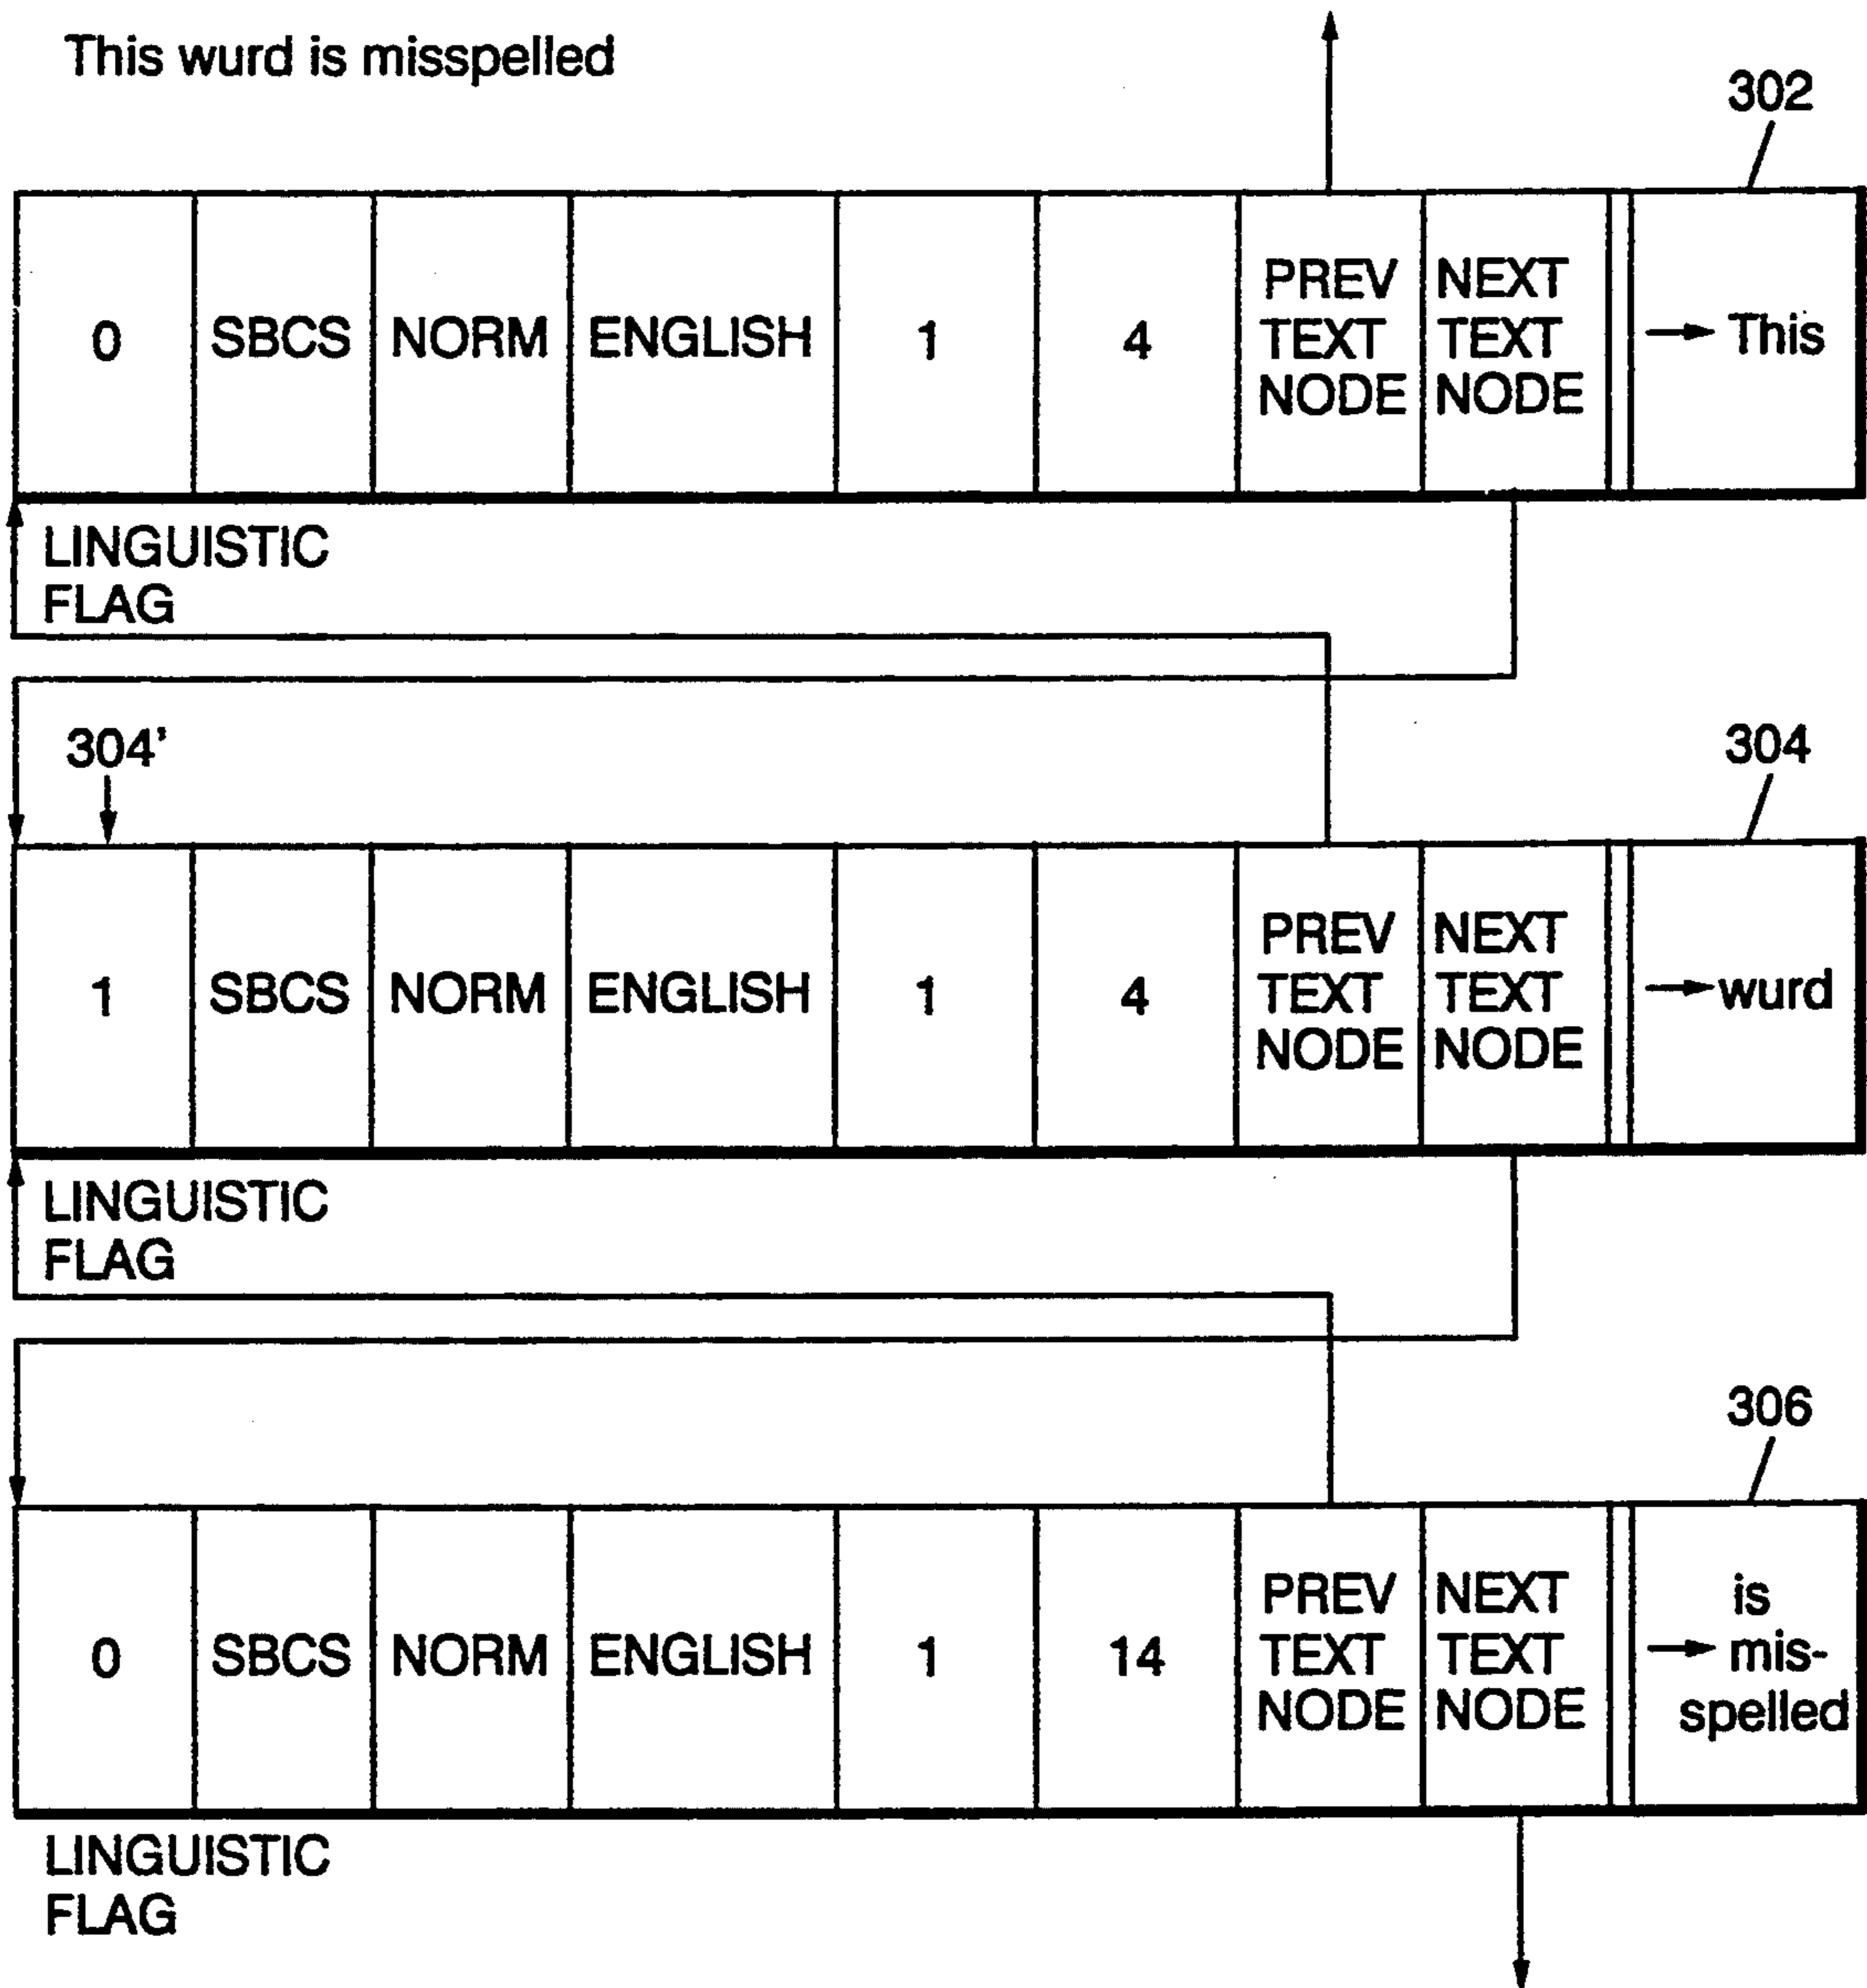 This wurd is misspelled
302
0 SBCS NORM ENGLISH 1 4 PREV TEXT NODE NEXT TEXT NODE This
LINGUISTIC
FLAG
304'
304
1 SBCS NORM ENGLISH 1 4 PREV TEXT NODE NEXT TEXT NODE wurd
LINGUISTIC
FLAG
306
0 SBCS NORM ENGLISH 1 14 PREV TEXT NODE NEXT TEXT NODE is mis-
spelled
LINGUISTIC
FLAG